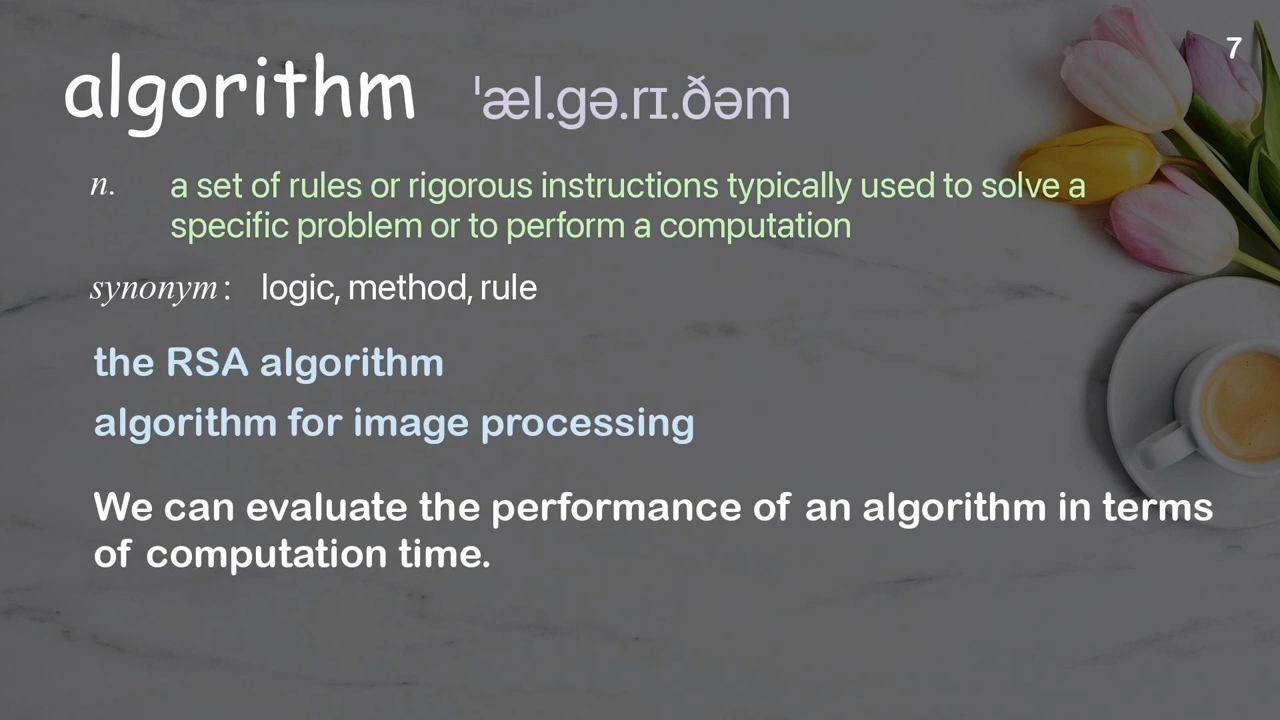 7
algorithm ˈæl.gə.rɪ.ðəm
n. a set of rules or rigorous instructions typically used to solve a
specific problem or to perform a computation
synonym: logic, method, rule
the RSA algorithm
algorithm for image processing
We can evaluate the performance of an algorithm in terms
of computation time.